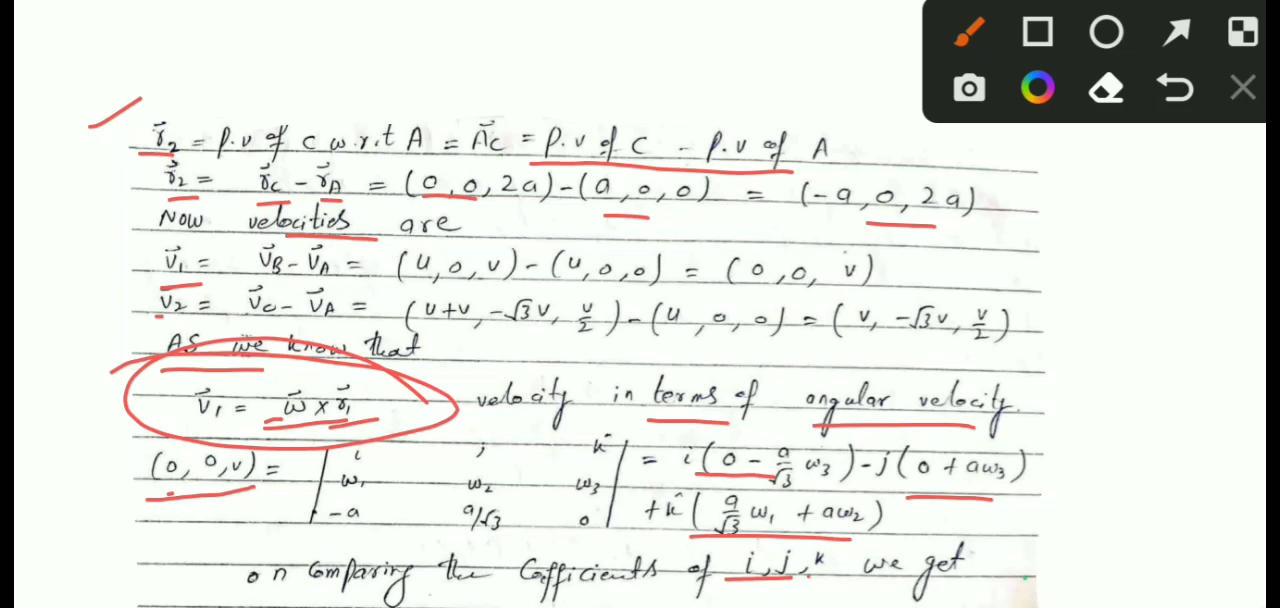 r⃗₂ = p.v of c w.r.t A = A⃗c = p.v of C - p.v of A
r⃗₂ = r⃗c - r⃗A = (0, 0, 2a) - (a, 0, 0) = (-a, 0, 2a)
Now velocities are
v⃗₁ = v⃗B - v⃗A = (u, 0, v) - (u, 0, 0) = (0, 0, v)
v₂ = v⃗c - v⃗A = (u+v, -√3v, v/2) - (u, 0, 0) = (v, -√3v, v/2)
AS we know that
v⃗₁ = ω⃗ x r⃗₁ velocity in terms of angular velocity.
(0, 0, v) = | i j k̂ | = i(0 - a/√3 ω₃) - j(0 + aω₃)
| ω₁ ω₂ ω₃ |
| -a a/√3 0 | + k̂(a/√3 ω₁ + aω₂)
on comparing the Coefficients of i, j, k we get